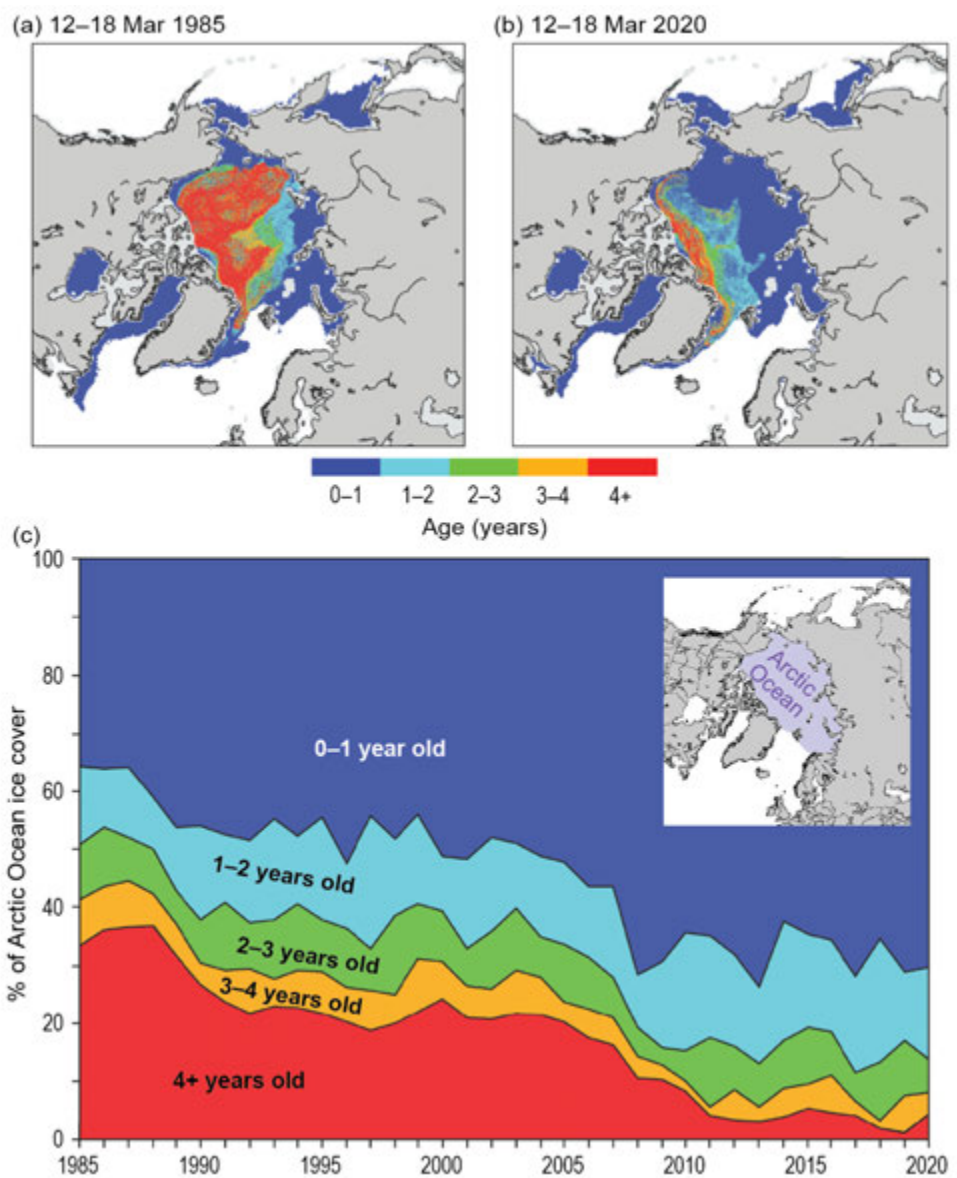 (a) 12–18 Mar 1985
(b) 12–18 Mar 2020
0–1 1–2 2–3 3–4 4+
Age (years)
(c)
% of Arctic Ocean ice cover
100
80
60
40
20
0
Arctic
Ocean
0–1 year old
1–2 years old
2–3 years old
3–4 years old
4+ years old
1985 1990 1995 2000 2005 2010 2015 2020